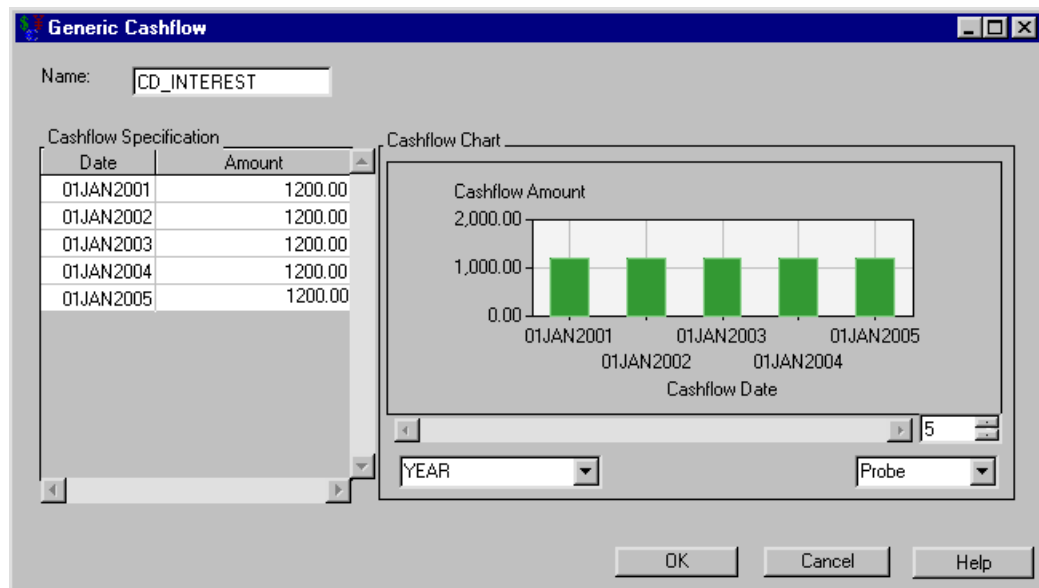 Generic Cashflow
Name: CD_INTEREST
Cashflow Specification
Date Amount
01JAN2001 1200.00
01JAN2002 1200.00
01JAN2003 1200.00
01JAN2004 1200.00
01JAN2005 1200.00
Cashflow Chart
Cashflow Amount
2,000.00
1,000.00
0.00
01JAN2001 01JAN2003 01JAN2005
01JAN2002 01JAN2004
Cashflow Date
5
YEAR Probe
OK Cancel Help